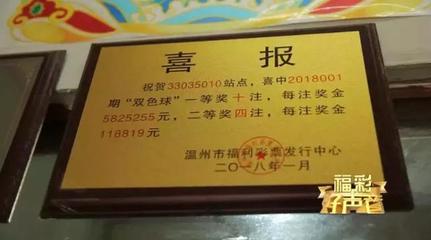 喜报
祝贺33035010站点，喜中2018001
期“双色球”一等奖十注，每注奖金
5825255元，二等奖四注，每注奖金
118819元
温州市福利彩票发行中心
二〇一八年一月
福彩
好声音